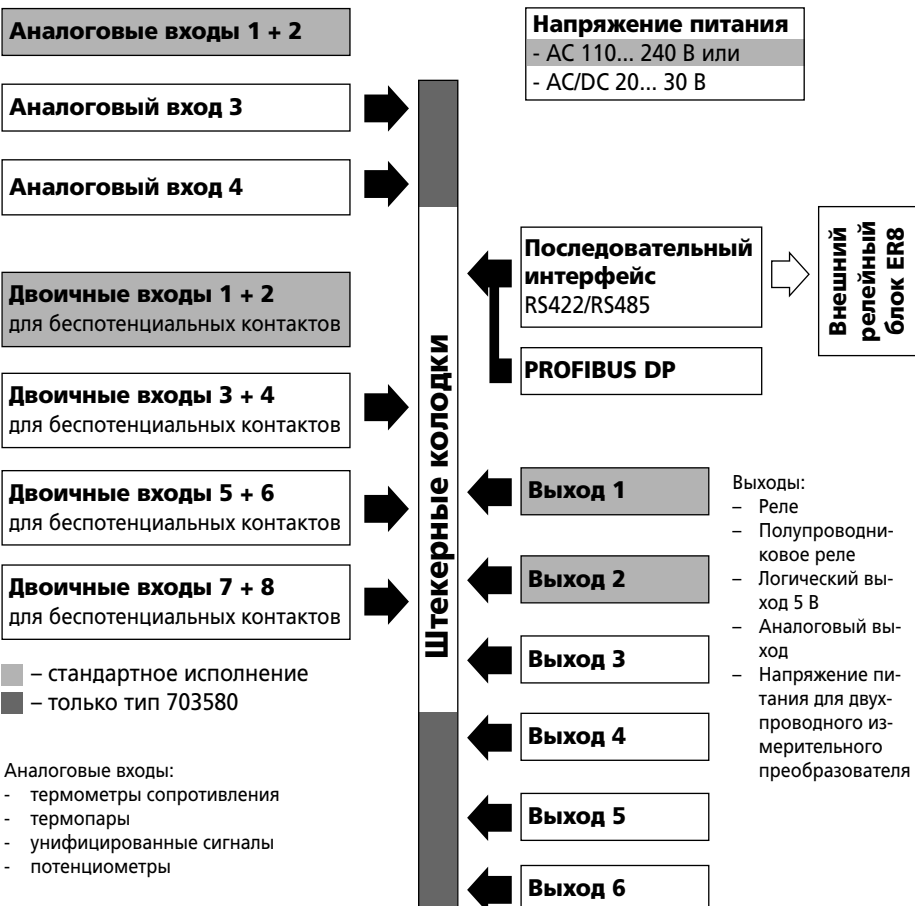 Аналоговые входы 1 + 2
Напряжение питания
- AC 110... 240 В или
- AC/DC 20... 30 В
Аналоговый вход 3
Аналоговый вход 4
Двоичные входы 1 + 2
для беспотенциальных контактов
Двоичные входы 3 + 4
для беспотенциальных контактов
Двоичные входы 5 + 6
для беспотенциальных контактов
Двоичные входы 7 + 8
для беспотенциальных контактов
– стандартное исполнение
– только тип 703580
Аналоговые входы:
- термометры сопротивления
- термопары
- унифицированные сигналы
- потенциометры
Штекерные колодки
Последовательный
интерфейс
RS422/RS485
PROFIBUS DP
Внешний
релейный
блок ER8
Выход 1
Выход 2
Выход 3
Выход 4
Выход 5
Выход 6
Выходы:
– Реле
– Полупроводни-
ковое реле
– Логический вы-
ход 5 В
– Аналоговый вы-
ход
– Напряжение пи-
тания для двух-
проводного из-
мерительного
преобразователя